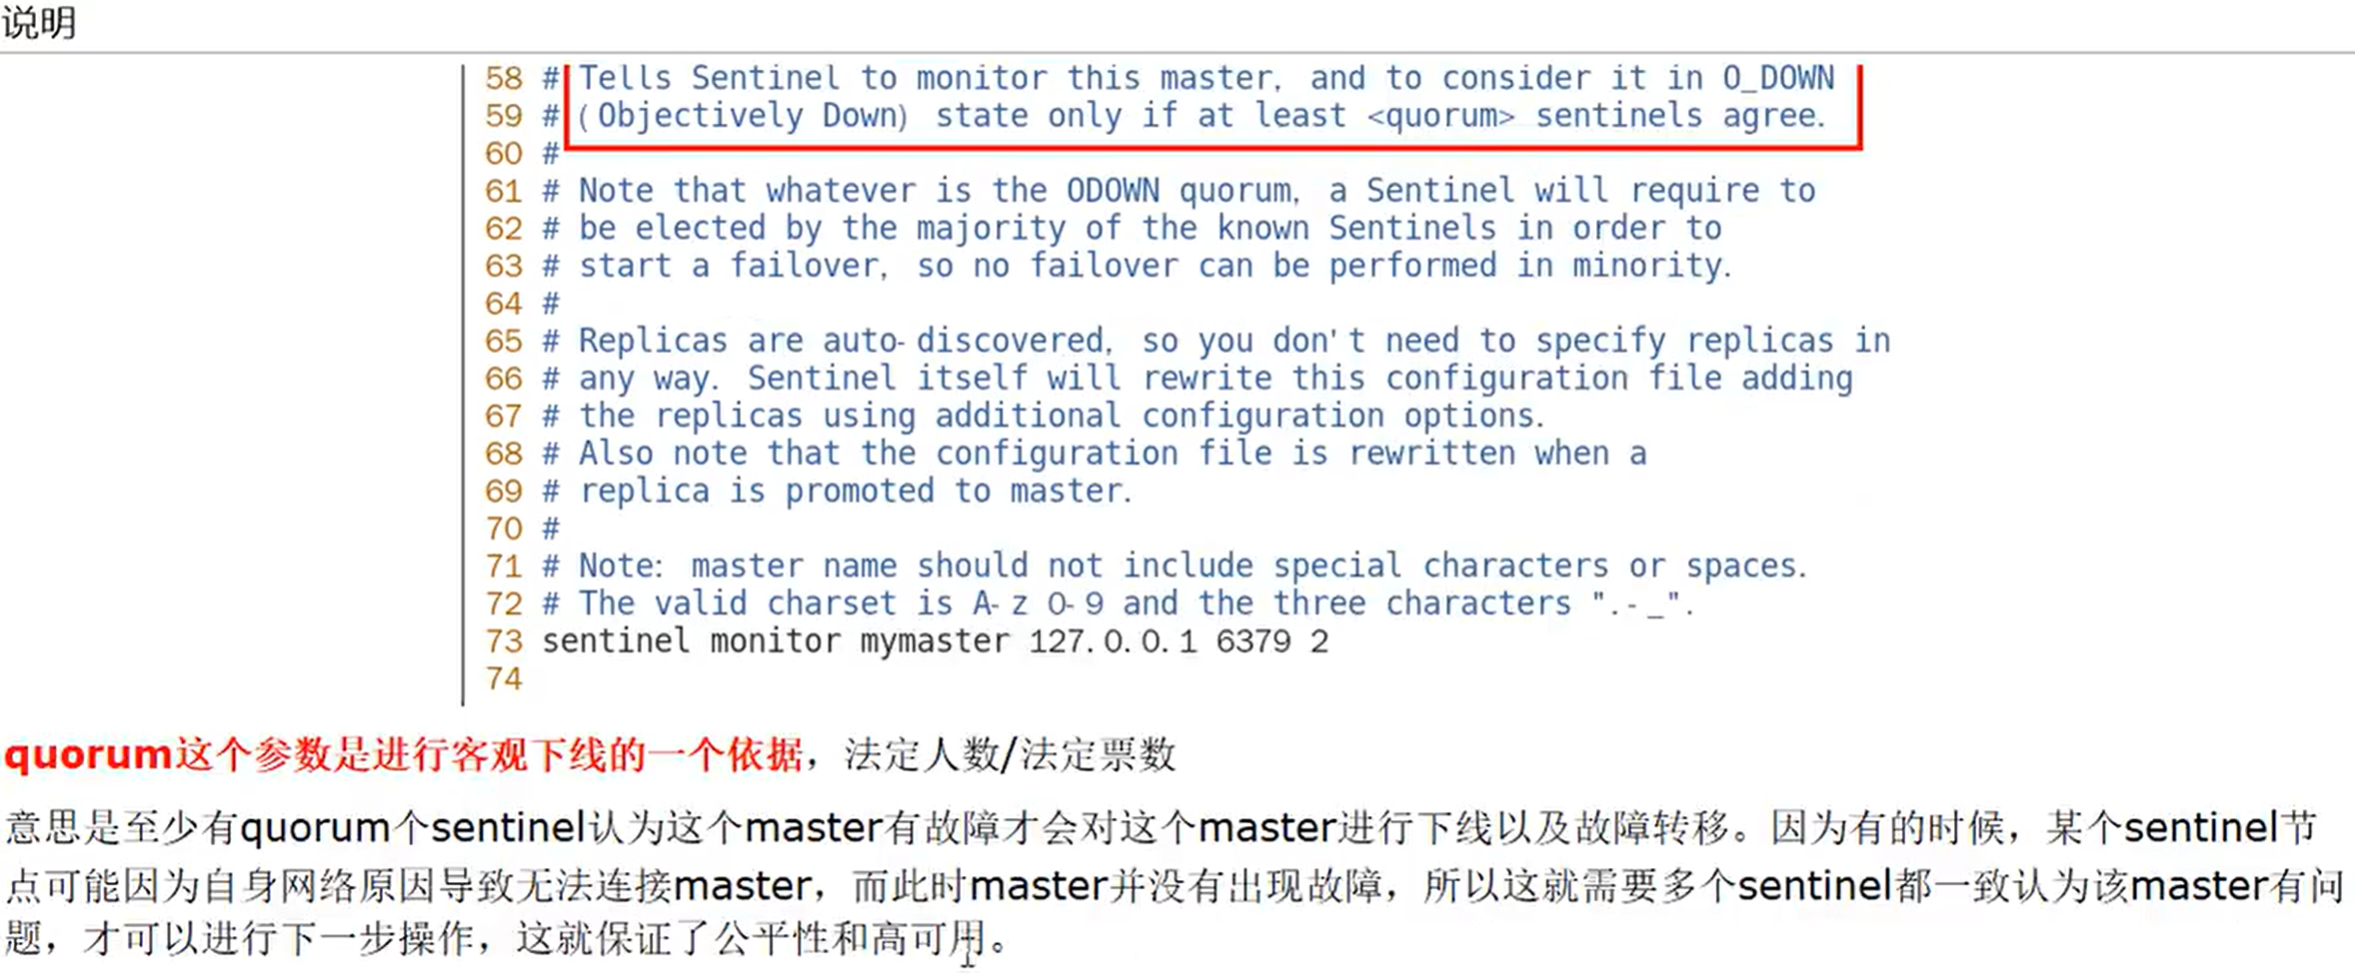 说明
58 # Tells Sentinel to monitor this master, and to consider it in O_DOWN
59 # (Objectively Down) state only if at least <quorum> sentinels agree.
60 #
61 # Note that whatever is the ODOWN quorum, a Sentinel will require to
62 # be elected by the majority of the known Sentinels in order to
63 # start a failover, so no failover can be performed in minority.
64 #
65 # Replicas are auto-discovered, so you don't need to specify replicas in
66 # any way. Sentinel itself will rewrite this configuration file adding
67 # the replicas using additional configuration options.
68 # Also note that the configuration file is rewritten when a
69 # replica is promoted to master.
70 #
71 # Note: master name should not include special characters or spaces.
72 # The valid charset is A-z 0-9 and the three characters ".-_".
73 sentinel monitor mymaster 127.0.0.1 6379 2
74
quorum这个参数是进行客观下线的一个依据，法定人数/法定票数
意思是至少有quorum个sentinel认为这个master有故障才会对这个master进行下线以及故障转移。因为有的时候，某个sentinel节
点可能因为自身网络原因导致无法连接master，而此时master并没有出现故障，所以这就需要多个sentinel都一致认为该master有问
题，才可以进行下一步操作，这就保证了公平性和高可用。